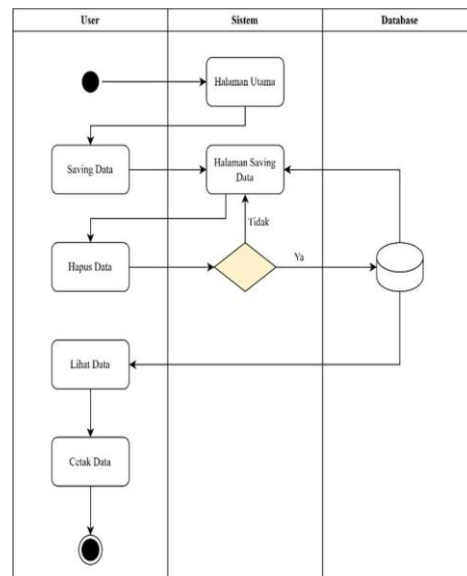 User Sistem Database
Halaman Utama
Saving Data
Halaman Saving
Data
Tidak
Hapus Data
Ya
Lihat Data
Cetak Data